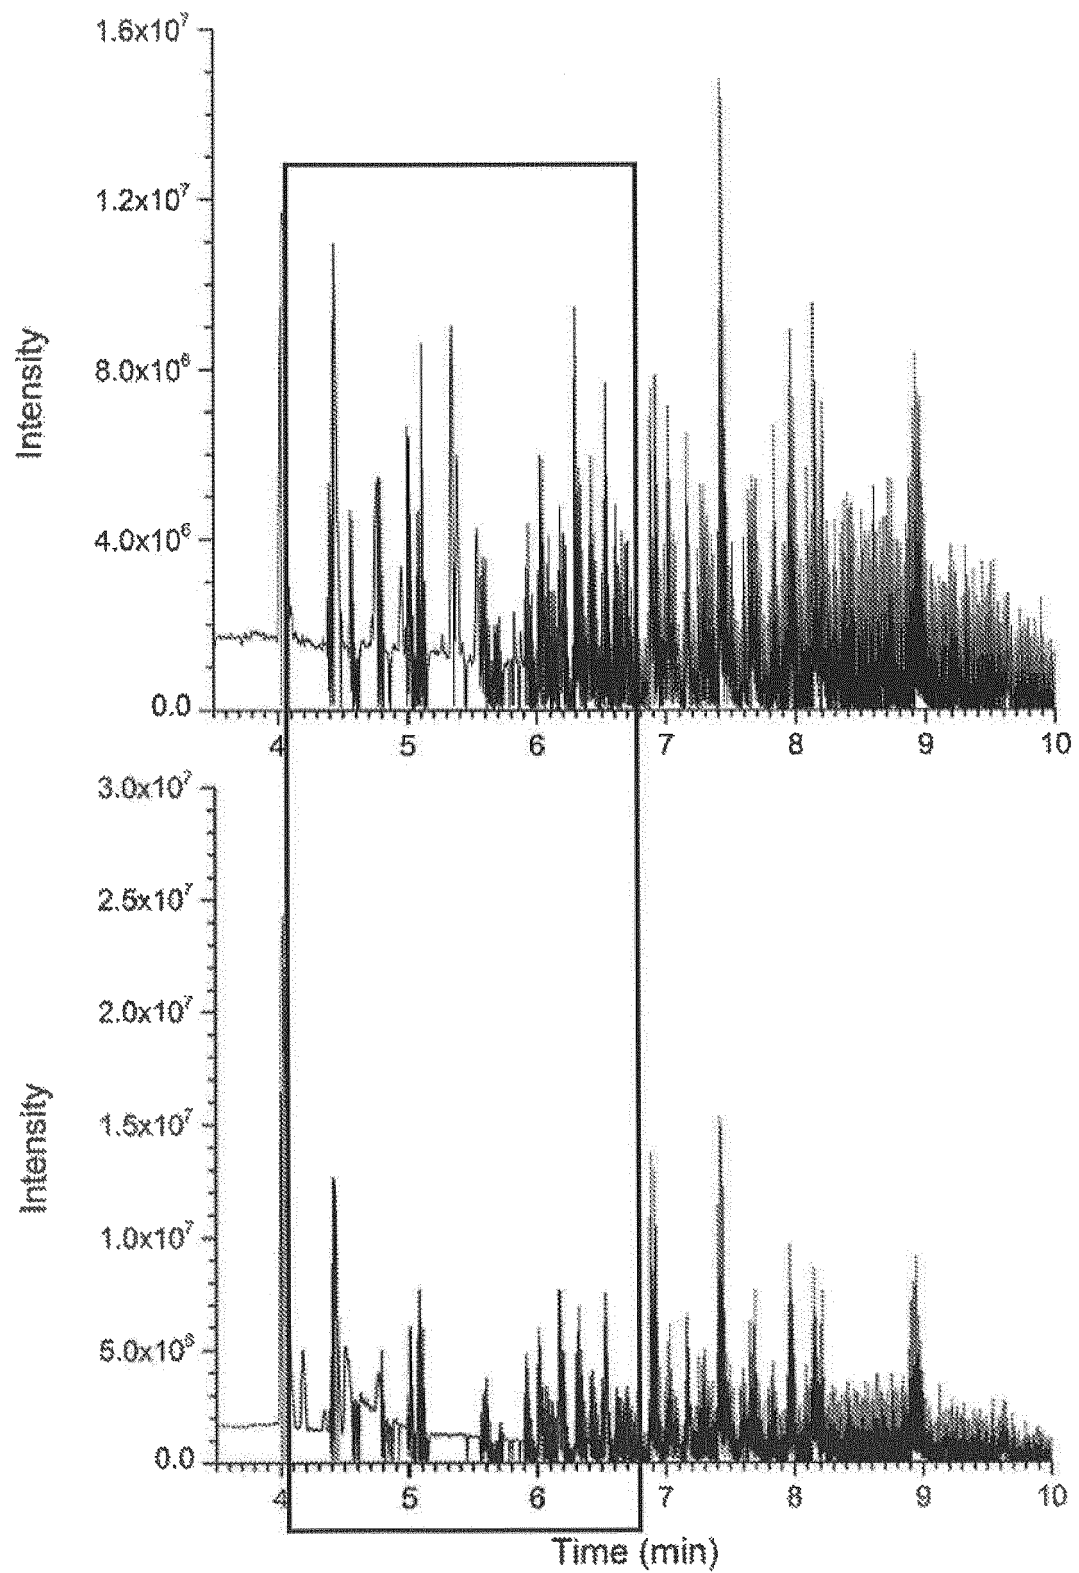 1.6x10⁷
1.2x10⁷
8.0x10⁶
4.0x10⁶
0.0
Intensity
4 5 6 7 8 9 10
3.0x10⁷
2.5x10⁷
2.0x10⁷
1.5x10⁷
1.0x10⁷
5.0x10⁶
0.0
Intensity
4 5 6 7 8 9 10
Time (min)